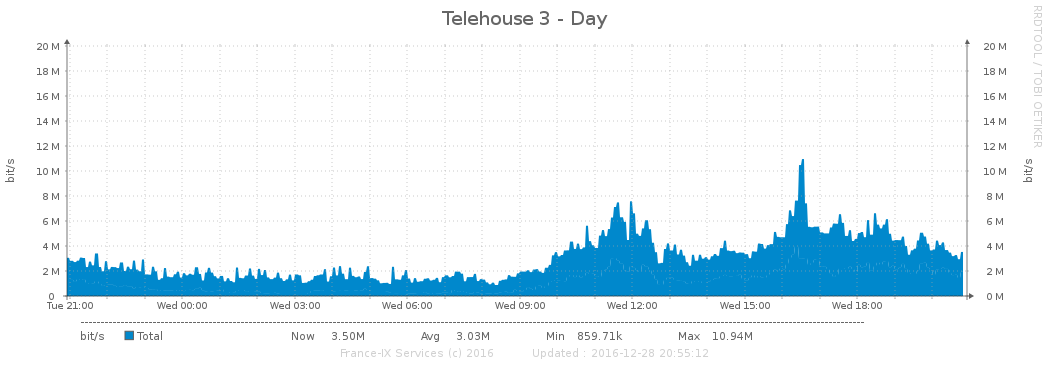 Telehouse 3 - Day
RRDTOOL / TOBI OETIKER
20 M 20 M
18 M 18 M
16 M 16 M
14 M 14 M
12 M 12 M
10 M 10 M
8 M 8 M
6 M 6 M
4 M 4 M
2 M 2 M
0 0 M
bit/s bit/s
Tue 21:00 Wed 00:00 Wed 03:00 Wed 06:00 Wed 09:00 Wed 12:00 Wed 15:00 Wed 18:00
bit/s Total Now 3.50M Avg 3.03M Min 859.71k Max 10.94M
France-IX Services (c) 2016 Updated : 2016-12-28 20:55:12